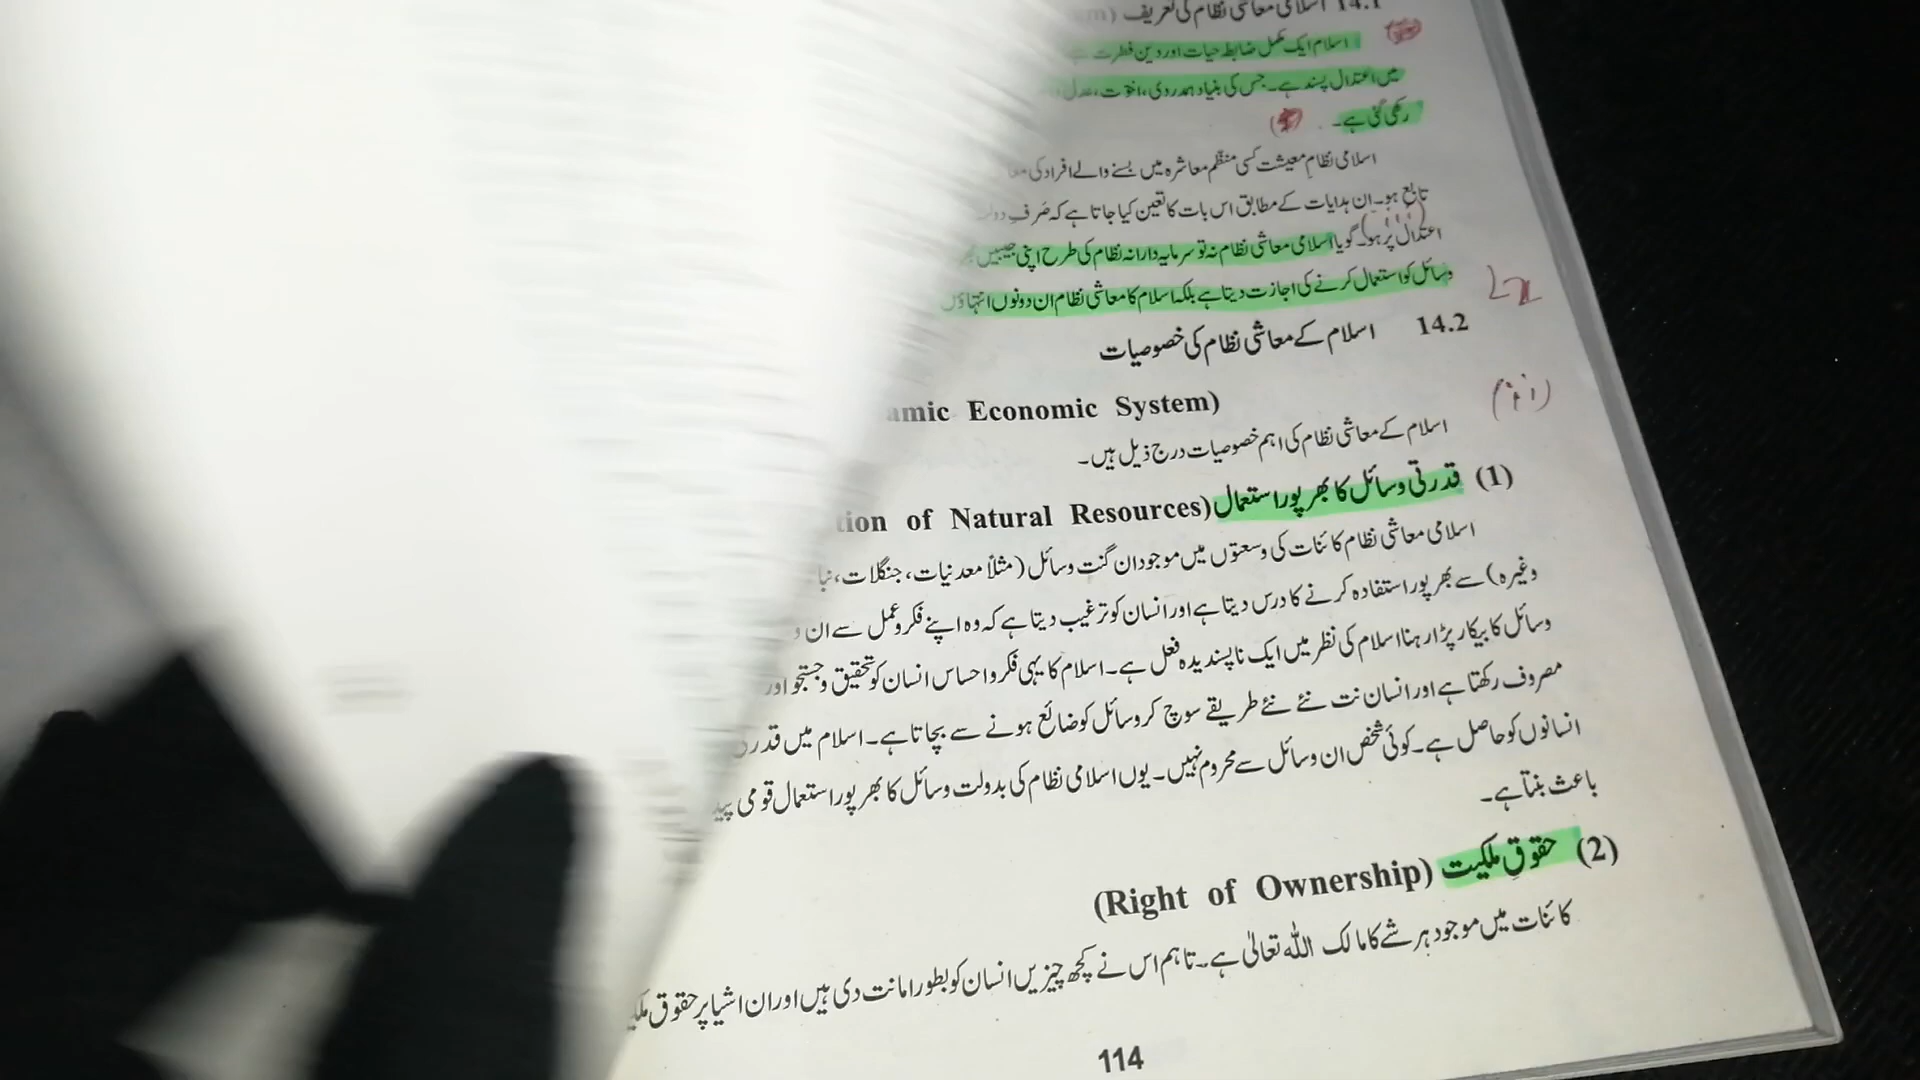 14.1 اسلامی معاشی نظام کی تعریف
اسلام ایک مکمل ضابطہ حیات اور دین فطرت ہے
میں اعتدال پسند ہے۔ جس کی بنیاد ہمدردی، اخوّت، عدل و
رکھی گئی ہے۔
اسلامی نظامِ معیشت کسی منظّم معاشرہ میں بسنے والے افراد کی
تابع ہو۔ ان ہدایات کے مطابق اس بات کا تعین کیا جاتا ہے کہ صَرفِ
اعتدال پر ہو۔ گویا اسلامی معاشی نظام نہ تو سرمایہ دارانہ نظام کی طرح اپنی جیبیں
وسائل کو استعمال کرنے کی اجازت دیتا ہے بلکہ اسلام کا معاشی نظام ان دونوں انتہاؤں
14.2 اسلام کے معاشی نظام کی خصوصیات
amic Economic System)
اسلام کے معاشی نظام کی اہم خصوصیات درج ذیل ہیں۔
(1) قدرتی وسائل کا بھرپور استعمال (tion of Natural Resources)
اسلامی معاشی نظام کائنات کی وسعتوں میں موجود ان گنت وسائل (مثلاً معدنیات، جنگلات،
وغیرہ) سے بھرپور استفادہ کرنے کا درس دیتا ہے اور انسان کو ترغیب دیتا ہے کہ وہ اپنے فکر و عمل سے ان
وسائل کا بیکار پڑا رہنا اسلام کی نظر میں ایک ناپسندیدہ فعل ہے۔ اسلام کا یہی فکر و احساس انسان کو تحقیق و جستجو اور
مصروف رکھتا ہے اور انسان نت نئے نئے طریقے سوچ کر وسائل کو ضائع ہونے سے بچاتا ہے۔ اسلام میں
انسانوں کو حاصل ہے۔ کوئی شخص ان وسائل سے محروم نہیں۔ یوں اسلامی نظام کی بدولت وسائل کا بھرپور استعمال قومی
باعث بنتا ہے۔
(2) حقوقِ ملکیت (Right of Ownership)
کائنات میں موجود ہر شے کا مالک اللہ تعالٰی ہے۔ تاہم اس نے کچھ چیزیں انسان کو بطور امانت دی ہیں اور ان اشیا پر حقوق
114